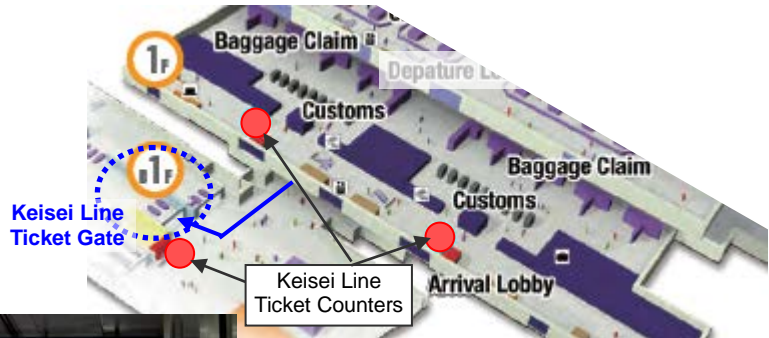 1F
Baggage Claim
Depature Lo
Customs
B1F
Baggage Claim
Keisei Line
Ticket Gate
Customs
Keisei Line
Ticket Counters
Arrival Lobby